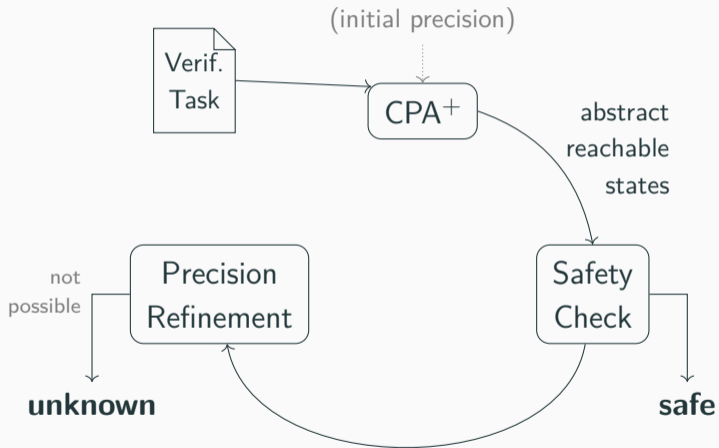 (initial precision)
Verif.
Task
CPA⁺
abstract
reachable
states
not
possible
Precision
Refinement
Safety
Check
unknown
safe